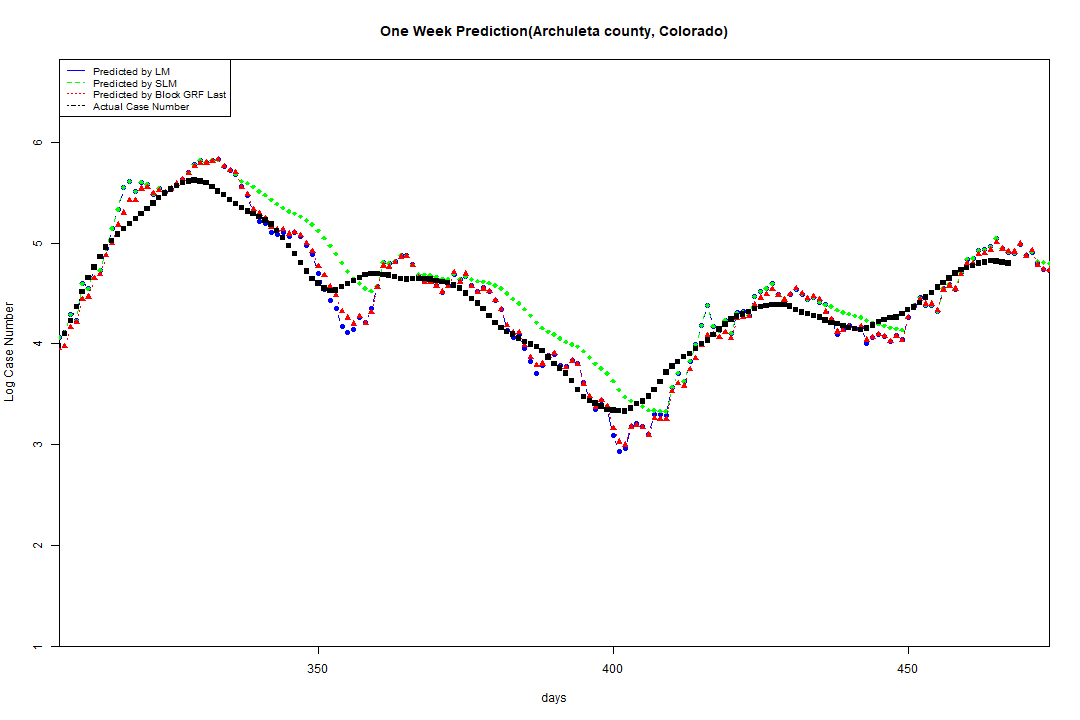 One Week Prediction(Archuleta county, Colorado)
Predicted by LM
Predicted by SLM
Predicted by Block GRF Last
Actual Case Number
6
5
4
3
2
1
Log Case Number
350 400 450
days